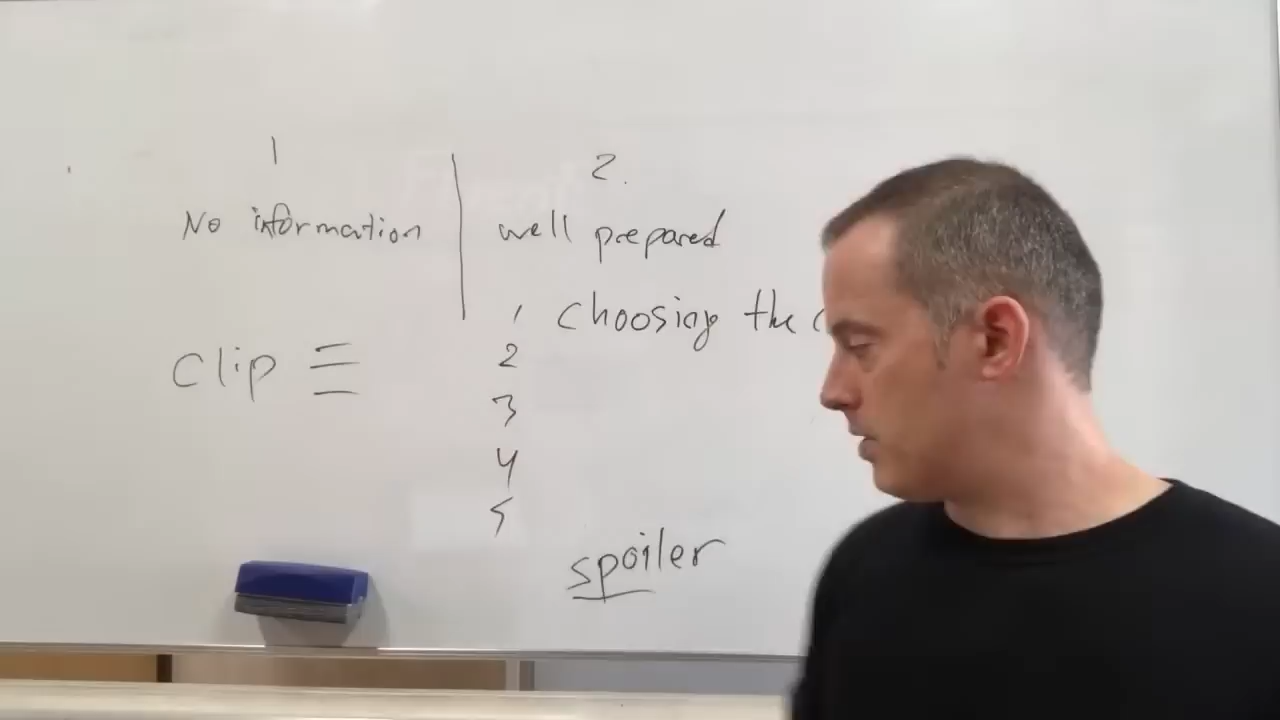 1
No information
clip
2.
well prepared
1 choosing the
2
3
4
5
spoiler